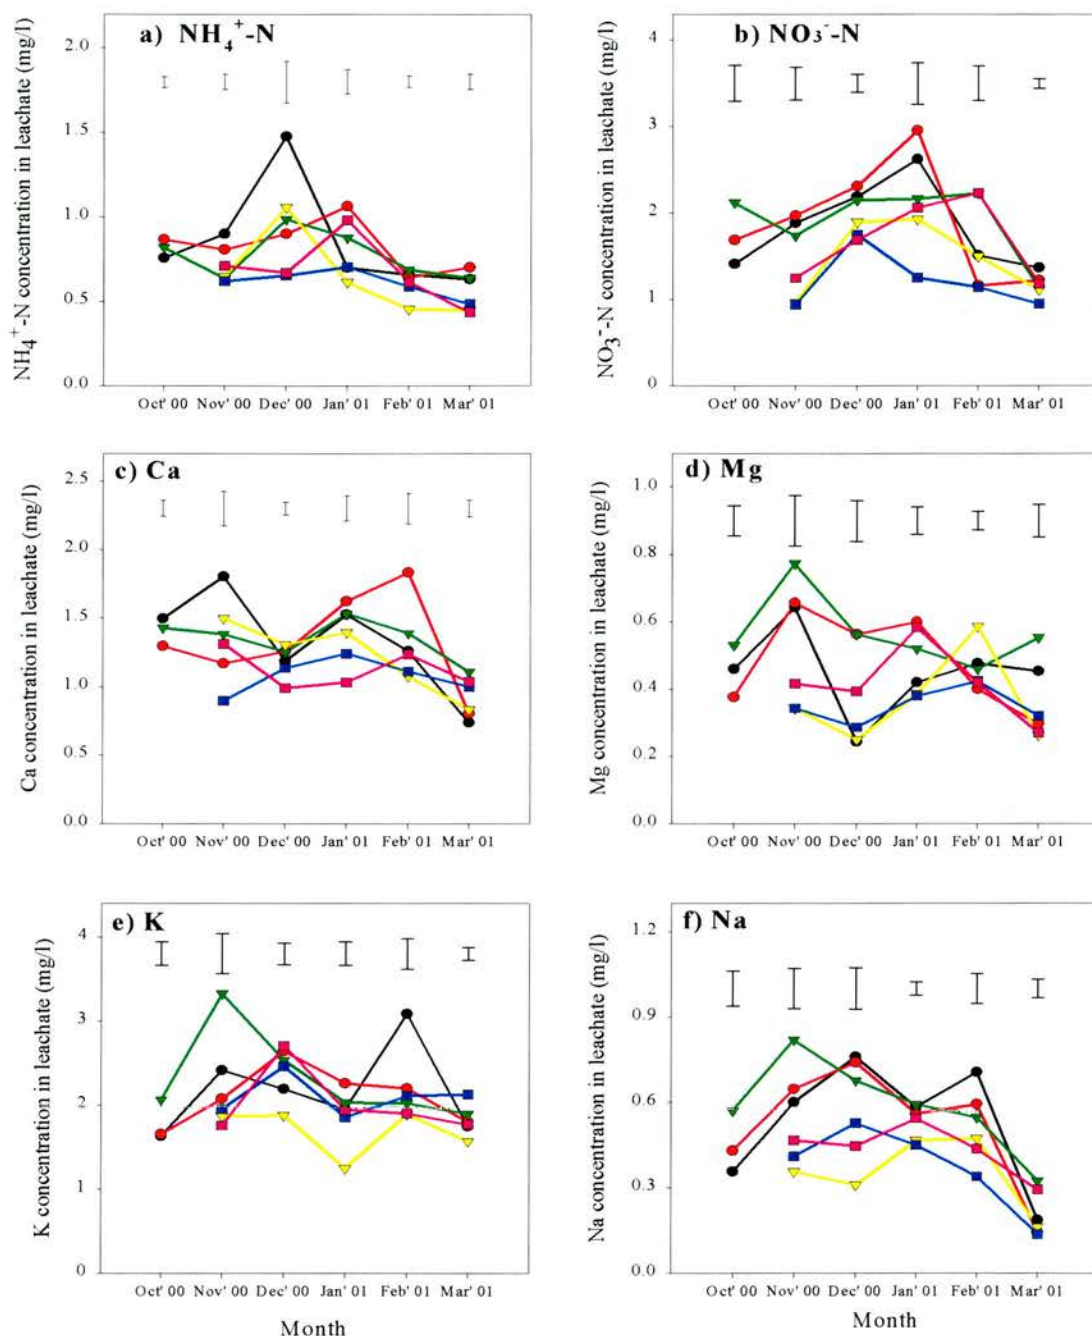 a) NH4+-N
NH4+-N concentration in leachate (mg/l)
2.0
1.5
1.0
0.5
0.0
Oct' 00 Nov' 00 Dec' 00 Jan' 01 Feb' 01 Mar' 01
b) NO3--N
NO3--N concentration in leachate (mg/l)
4
3
2
1
0
Oct' 00 Nov' 00 Dec' 00 Jan' 01 Feb' 01 Mar' 01
c) Ca
Ca concentration in leachate (mg/l)
2.5
2.0
1.5
1.0
0.5
0.0
Oct' 00 Nov' 00 Dec' 00 Jan' 01 Feb' 01 Mar' 01
d) Mg
Mg concentration in leachate (mg/l)
1.0
0.8
0.6
0.4
0.2
0.0
Oct' 00 Nov' 00 Dec' 00 Jan' 01 Feb' 01 Mar' 01
e) K
K concentration in leachate (mg/l)
4
3
2
1
0
Oct' 00 Nov' 00 Dec' 00 Jan' 01 Feb' 01 Mar' 01
Month
f) Na
Na concentration in leachate (mg/l)
1.2
0.9
0.6
0.3
0.0
Oct' 00 Nov' 00 Dec' 00 Jan' 01 Feb' 01 Mar' 01
Month